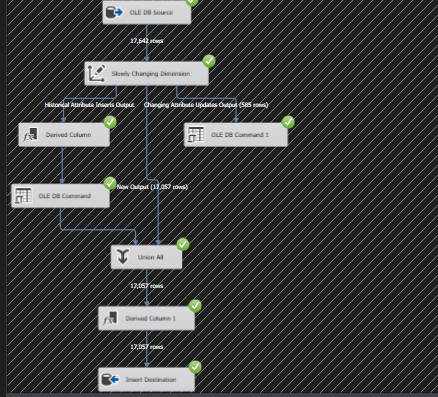 OLE DB Source
17,642 rows
Slowly Changing Dimension
Historical Attribute Inserts Output
Changing Attribute Updates Output (585 rows)
Derived Column
OLE DB Command 1
New Output (17,057 rows)
OLE DB Command
Union All
17,057 rows
Derived Column 1
17,057 rows
Insert Destination